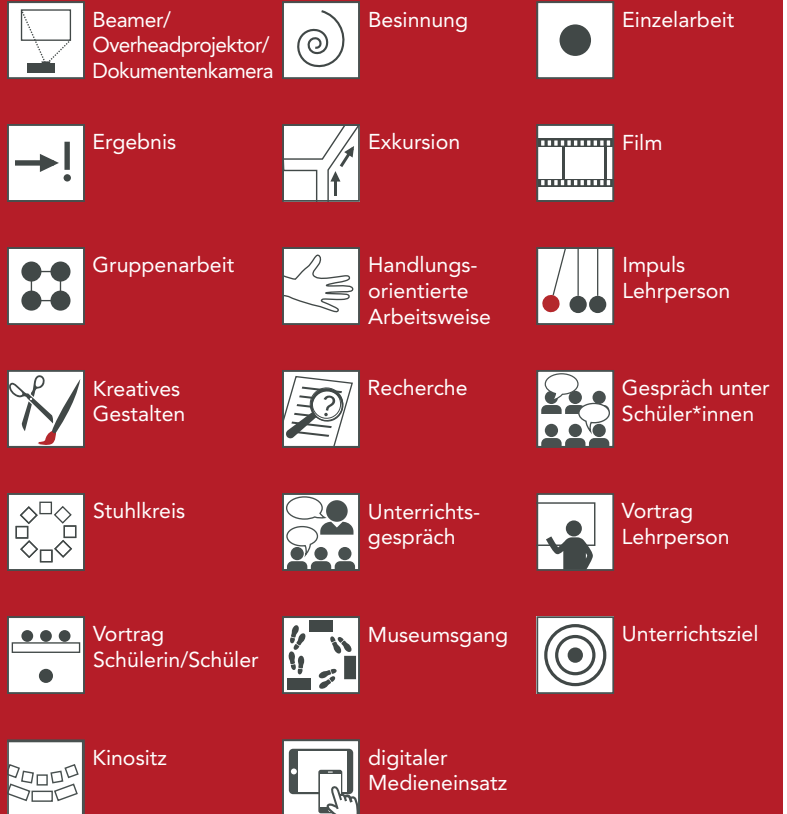 Beamer/
Overheadprojektor/
Dokumentenkamera
Besinnung
Einzelarbeit
Ergebnis
Exkursion
Film
Gruppenarbeit
Handlungs-
orientierte
Arbeitsweise
Impuls
Lehrperson
Kreatives
Gestalten
?
Recherche
Gespräch unter
Schüler*innen
Stuhlkreis
Unterrichts-
gespräch
Vortrag
Lehrperson
Vortrag
Schülerin/Schüler
Museumsgang
Unterrichtsziel
Kinositz
digitaler
Medieneinsatz